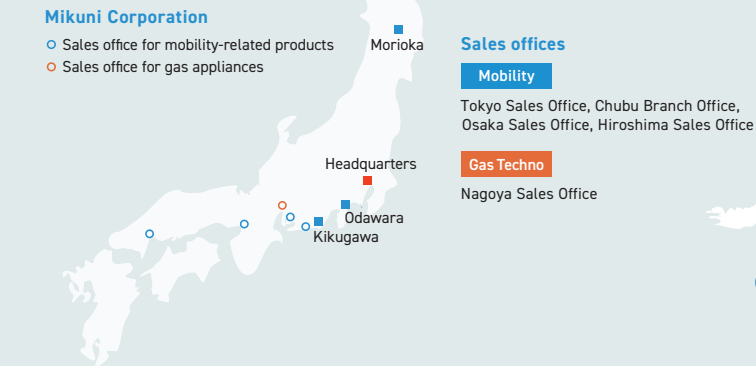 Mikuni Corporation
Sales office for mobility-related products
Sales office for gas appliances
Morioka
Headquarters
Odawara
Kikugawa
Sales offices
Mobility
Tokyo Sales Office, Chubu Branch Office,
Osaka Sales Office, Hiroshima Sales Office
Gas Techno
Nagoya Sales Office